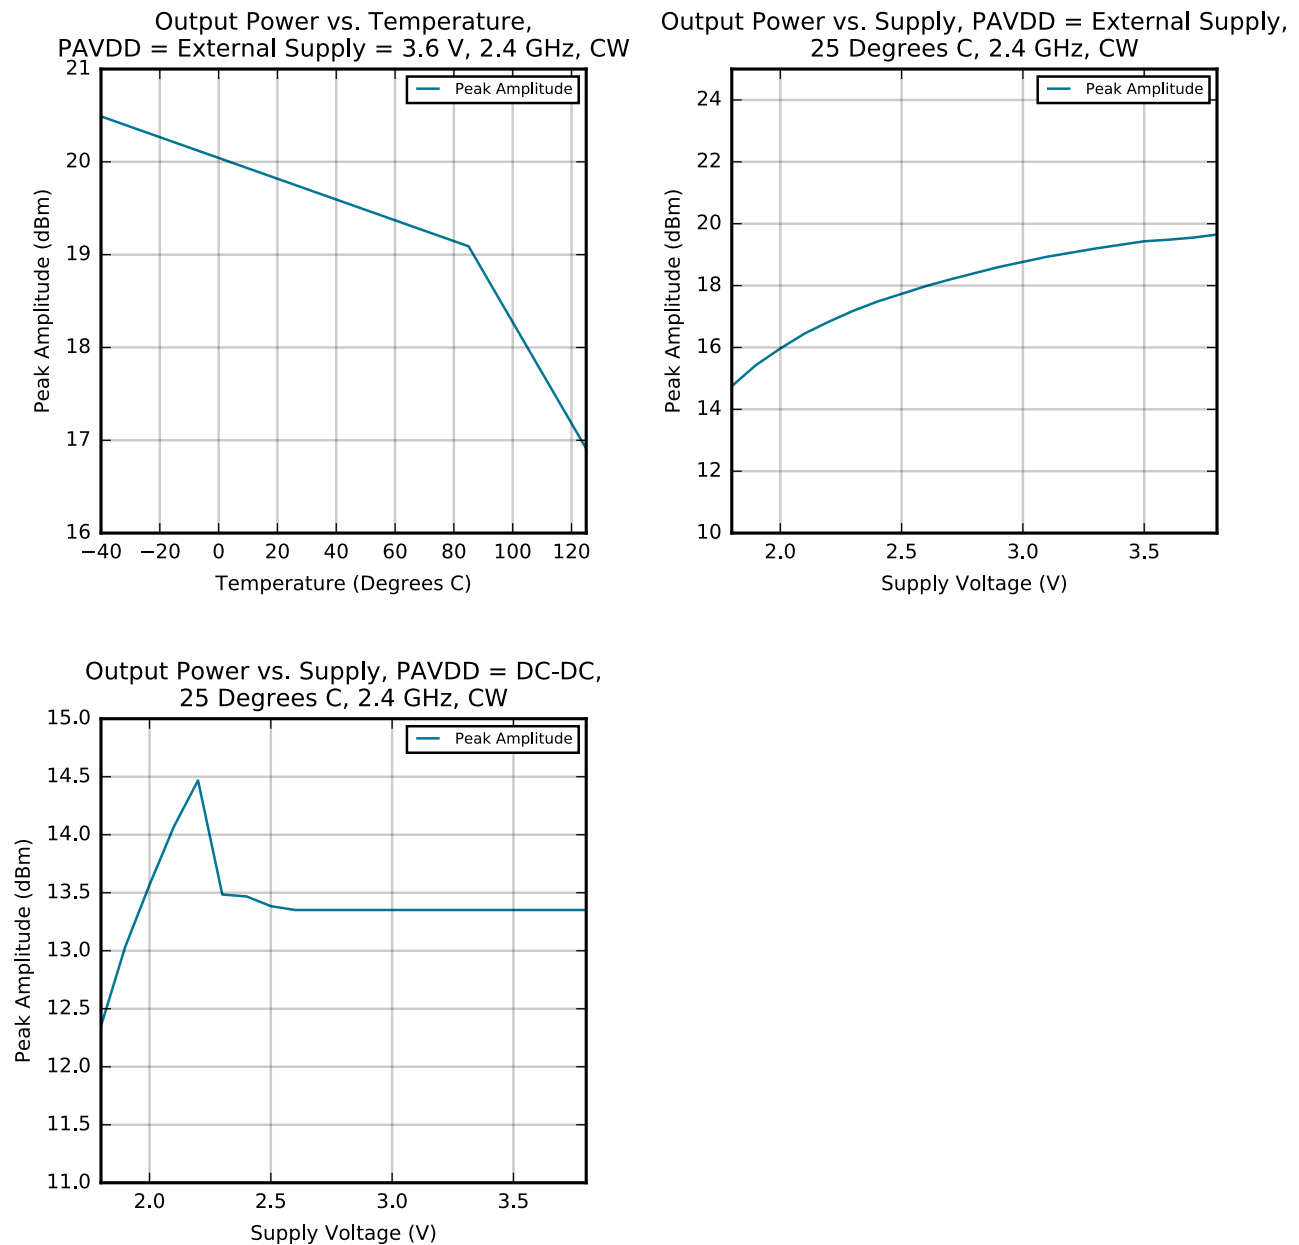 Output Power vs. Temperature,
PAVDD = External Supply = 3.6 V, 2.4 GHz, CW
Peak Amplitude
21
20
19
18
17
16
Peak Amplitude (dBm)
−40 −20 0 20 40 60 80 100 120
Temperature (Degrees C)
Output Power vs. Supply, PAVDD = External Supply,
25 Degrees C, 2.4 GHz, CW
Peak Amplitude
24
22
20
18
16
14
12
10
Peak Amplitude (dBm)
2.0 2.5 3.0 3.5
Supply Voltage (V)
Output Power vs. Supply, PAVDD = DC-DC,
25 Degrees C, 2.4 GHz, CW
Peak Amplitude
15.0
14.5
14.0
13.5
13.0
12.5
12.0
11.5
11.0
Peak Amplitude (dBm)
2.0 2.5 3.0 3.5
Supply Voltage (V)